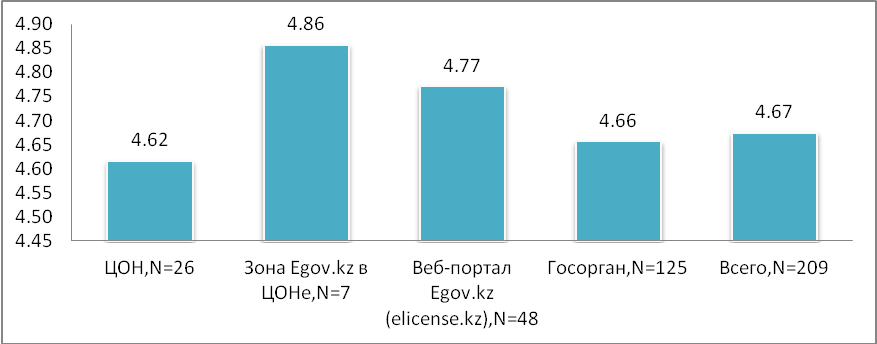 4.90
4.85
4.80
4.75
4.70
4.65
4.60
4.55
4.50
4.45
4.62
4.86
4.77
4.66
4.67
ЦОН,N=26
Зона Egov.kz в
ЦОНе,N=7
Веб-портал
Egov.kz
(elicense.kz),N=48
Госорган,N=125
Всего,N=209